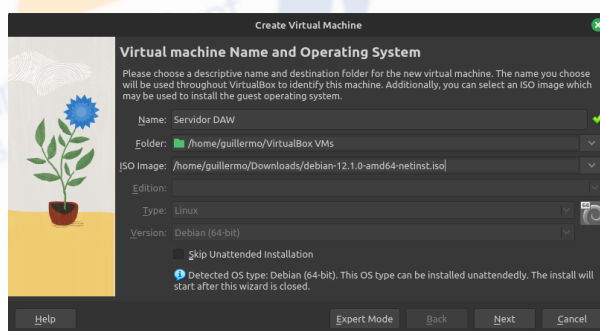 Create Virtual Machine
Virtual machine Name and Operating System
Please choose a descriptive name and destination folder for the new virtual machine. The name you choose
will be used throughout VirtualBox to identify this machine. Additionally, you can select an ISO image which
may be used to install the guest operating system.
Name: Servidor DAW
Folder: /home/guillermo/VirtualBox VMs
ISO Image: /home/guillermo/Downloads/debian-12.1.0-amd64-netinst.iso
Edition:
Type: Linux
64
Version: Debian (64-bit)
Skip Unattended Installation
Detected OS type: Debian (64-bit). This OS type can be installed unattendedly. The install will
start after this wizard is closed.
Help Expert Mode Back Next Cancel